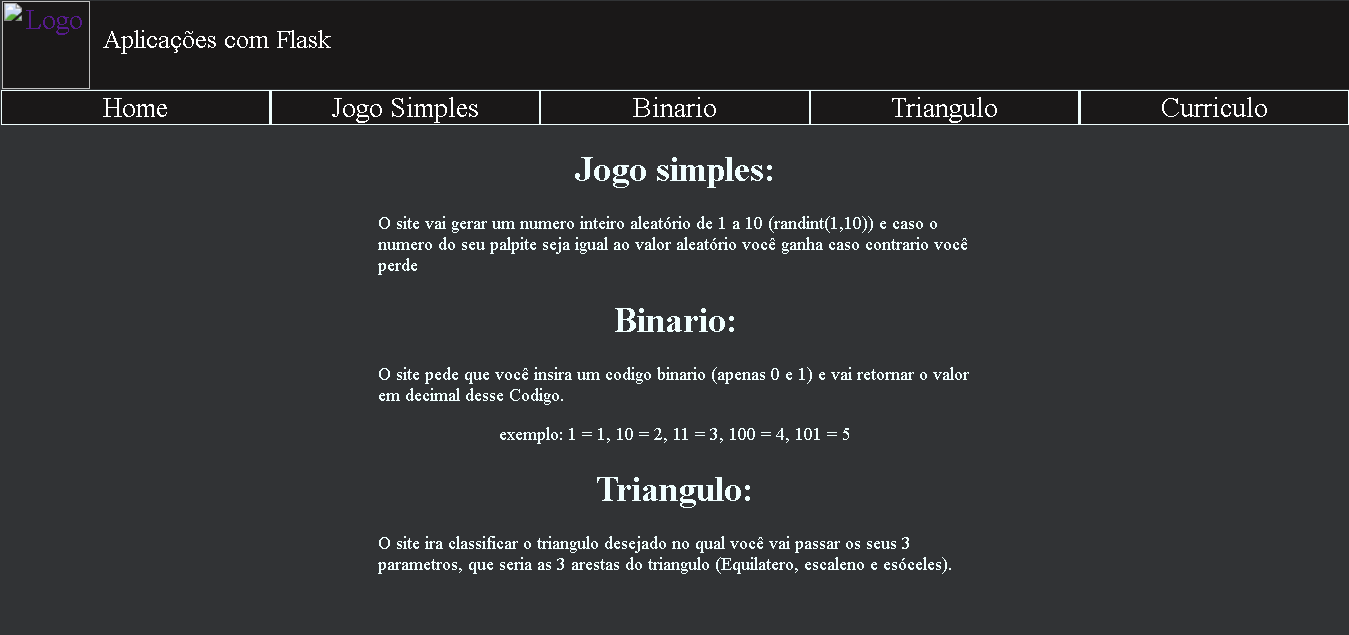 Logo
Aplicações com Flask
Home
Jogo Simples
Binario
Triangulo
Curriculo
Jogo simples:
O site vai gerar um numero inteiro aleatório de 1 a 10 (randint(1,10)) e caso o
numero do seu palpite seja igual ao valor aleatório você ganha caso contrario você
perde
Binario:
O site pede que você insira um codigo binario (apenas 0 e 1) e vai retornar o valor
em decimal desse Codigo.
exemplo: 1 = 1, 10 = 2, 11 = 3, 100 = 4, 101 = 5
Triangulo:
O site ira classificar o triangulo desejado no qual você vai passar os seus 3
parametros, que seria as 3 arestas do triangulo (Equilatero, escaleno e esóceles).